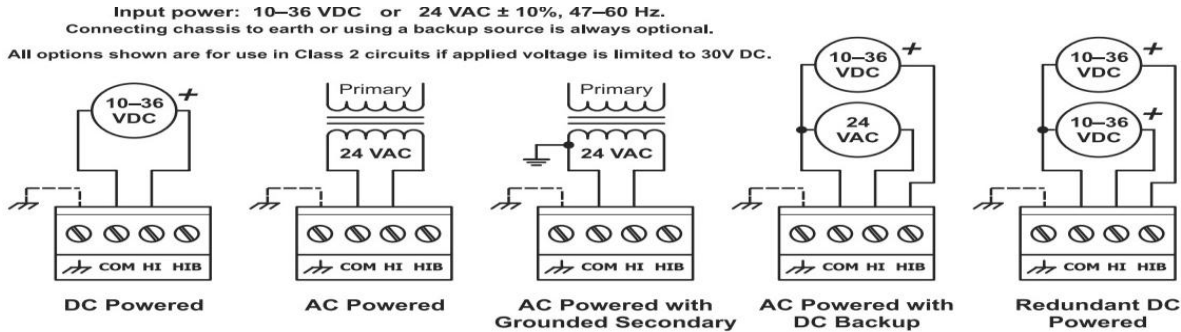 Input power: 10–36 VDC or 24 VAC ± 10%, 47–60 Hz.
Connecting chassis to earth or using a backup source is always optional.
All options shown are for use in Class 2 circuits if applied voltage is limited to 30V DC.
10–36
VDC
+
COM HI HIB
DC Powered
Primary
24 VAC
COM HI HIB
AC Powered
Primary
24 VAC
COM HI HIB
AC Powered with
Grounded Secondary
10–36
VDC
+
24
VAC
COM HI HIB
AC Powered with
DC Backup
10–36
VDC
+
10–36
VDC
+
COM HI HIB
Redundant DC
Powered